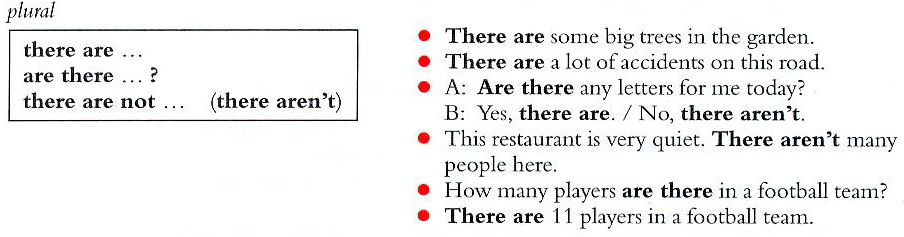 plural
there are …
are there … ?
there are not … (there aren't)
• There are some big trees in the garden.
• There are a lot of accidents on this road.
• A: Are there any letters for me today?
B: Yes, there are. / No, there aren't.
• This restaurant is very quiet. There aren't many
people here.
• How many players are there in a football team?
• There are 11 players in a football team.